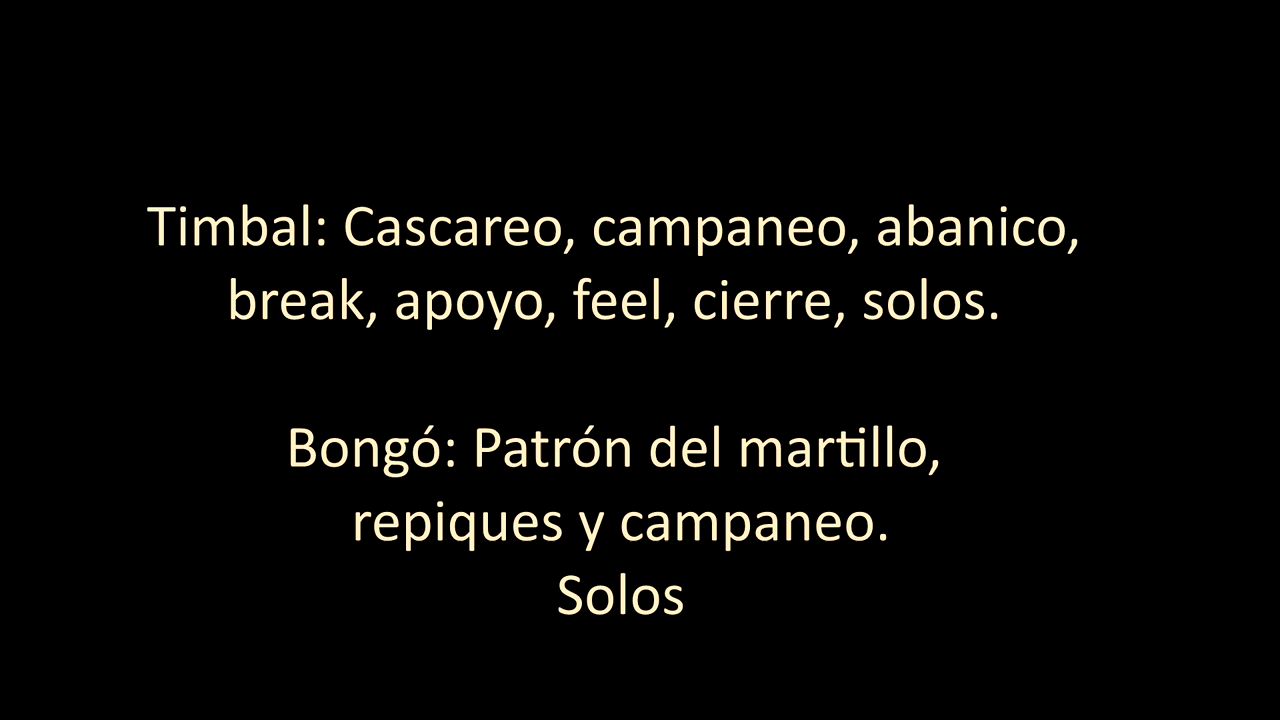 Timbal: Cascareo, campaneo, abanico,
break, apoyo, feel, cierre, solos.
Bongó: Patrón del martillo,
repiques y campaneo.
Solos